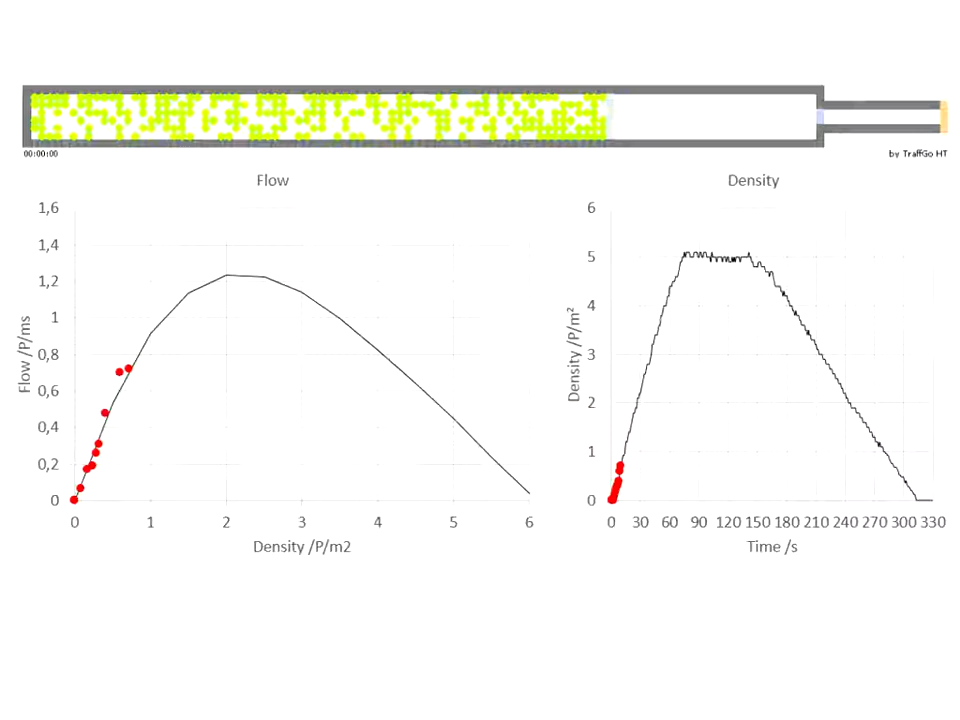 00:00:00
by TraffGo HT
Flow
1,6
1,4
1,2
1
0,8
0,6
0,4
0,2
0
Flow /P/ms
0 1 2 3 4 5 6
Density /P/m2
Density
6
5
4
3
2
1
0
Density /P/m²
0 30 60 90 120 150 180 210 240 270 300 330
Time /s